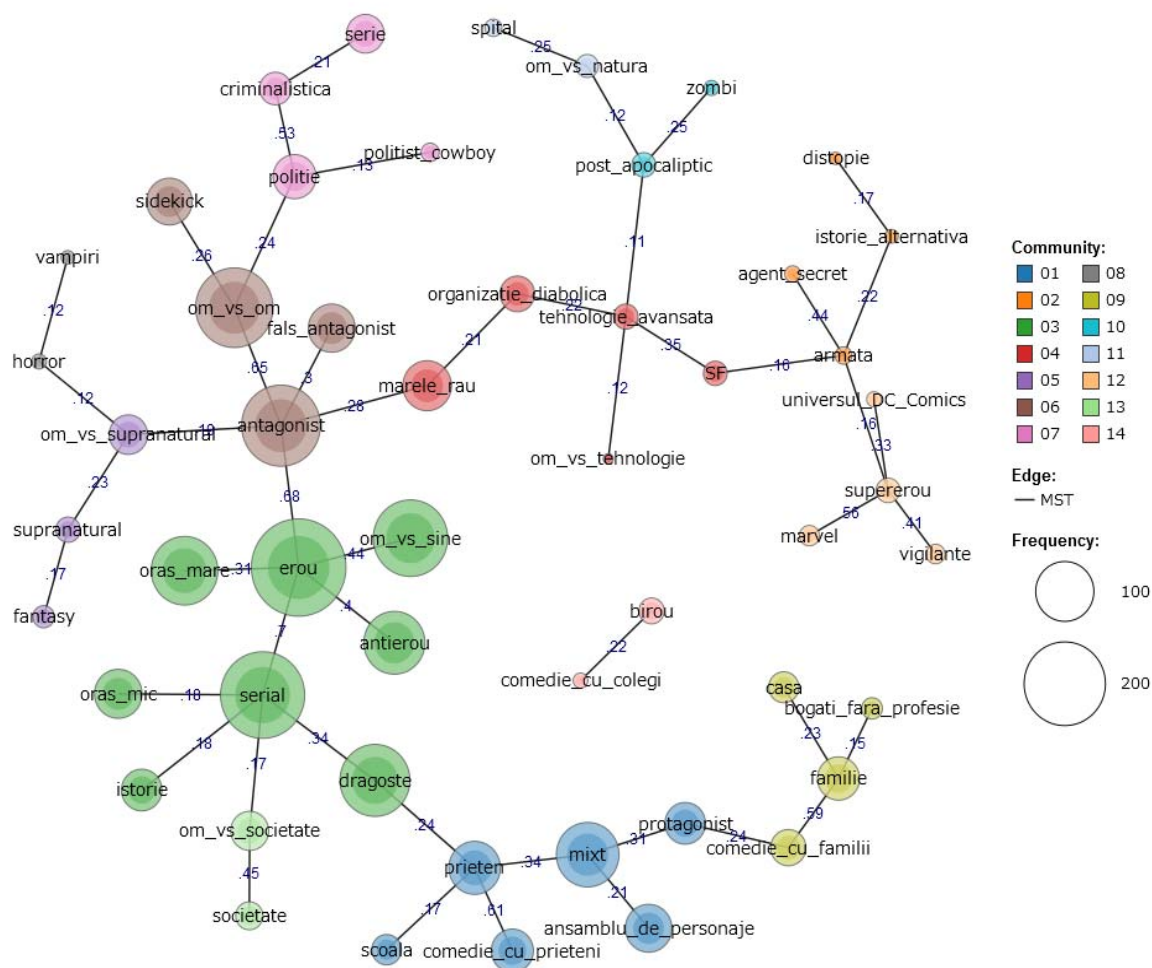 serie
.21
criminalistica
.53
politist_cowboy
.13
politie
sidekick
.26
.24
om_vs_om
vampiri
.12
horror
.12
om_vs_supranatural
.19
.23
supranatural
.17
fantasy
fals_antagonist
.65
.3
antagonist
.28
marele_rau
.21
organizatie_diabolica
.22
tehnologie_avansata
spital
.25
om_vs_natura
.12
zombi
.25
post_apocaliptic
.11
.35
SF
.12
om_vs_tehnologie
.16
distopie
.17
istorie_alternativa
agent_secret
.22
.44
armata
universul_DC_Comics
.16
.33
supererou
.56
.41
marvel
vigilante
.68
om_vs_sine
.44
oras_mare
.31
erou
.4
antierou
.7
oras_mic
.18
serial
.18
.34
istorie
.17
dragoste
om_vs_societate
.45
societate
.24
prieten
.34
mixt
.31
protagonist
.24
comedie_cu_familii
.17
.61
.21
scoala
comedie_cu_prieteni
ansamblu_de_personaje
birou
.22
comedie_cu_colegi
casa
bogati_fara_profesie
.23
.15
familie
.59
Community:
01 08
02 09
03 10
04 11
05 12
06 13
07 14
Edge:
MST
Frequency:
100
200